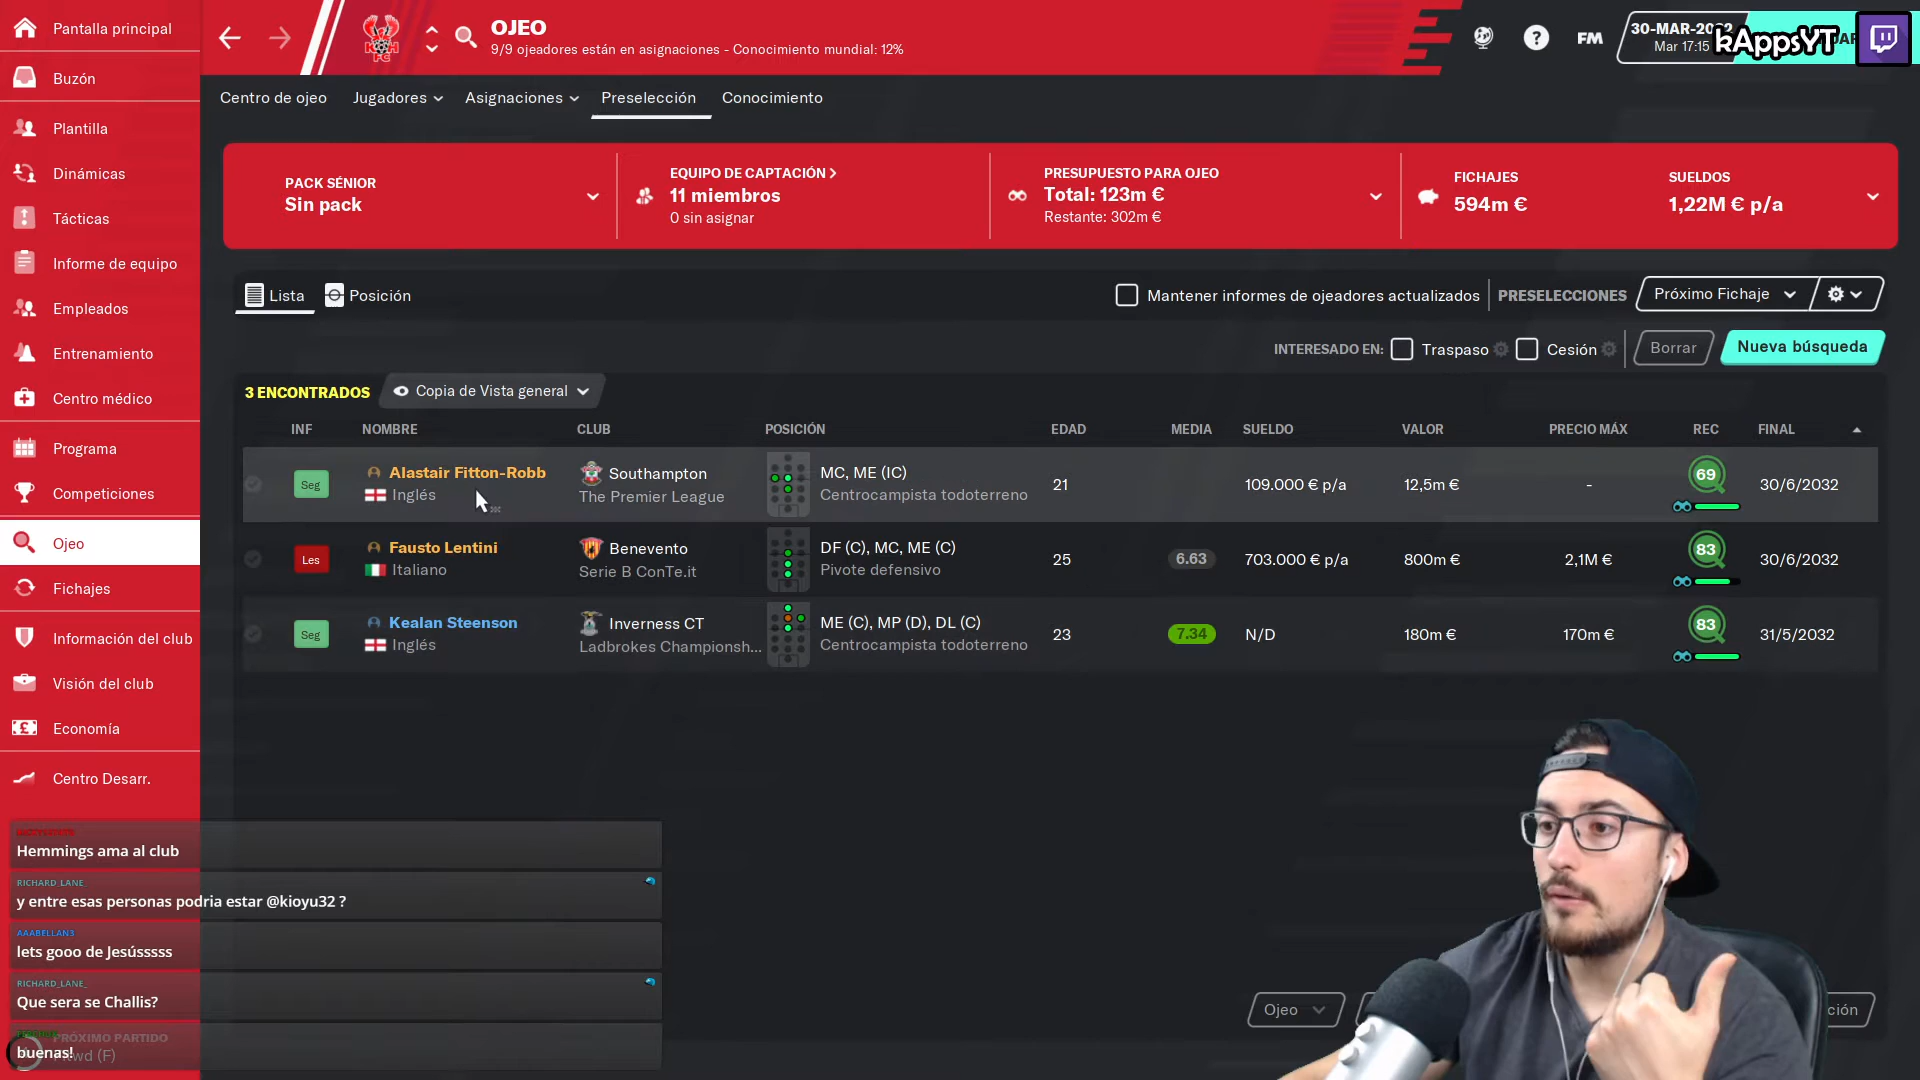 Pantalla principal
Buzón
Plantilla
Dinámicas
Tácticas
Informe de equipo
Empleados
Entrenamiento
Centro médico
Programa
Competiciones
Ojeo
Fichajes
Información del club
Visión del club
Economía
Centro Desarr.
OJEO
9/9 ojeadores están en asignaciones - Conocimiento mundial: 12%
FM
30-MAR-2032
Mar 17:15
kAppsYT
Centro de ojeo
Jugadores
Asignaciones
Preselección
Conocimiento
PACK SÉNIOR
Sin pack
EQUIPO DE CAPTACIÓN
11 miembros
0 sin asignar
PRESUPUESTO PARA OJEO
Total: 123m €
Restante: 302m €
FICHAJES
594m €
SUELDOS
1,22M € p/a
Lista
Posición
Mantener informes de ojeadores actualizados
PRESELECCIONES
Próximo Fichaje
INTERESADO EN:
Traspaso
Cesión
Borrar
Nueva búsqueda
3 ENCONTRADOS
Copia de Vista general
INF NOMBRE CLUB POSICIÓN EDAD MEDIA SUELDO VALOR PRECIO MÁX REC FINAL
Seg Alastair Fitton-Robb Southampton MC, ME (IC) 21 109.000 € p/a 12,5m € - 69 30/6/2032
Inglés The Premier League Centrocampista todoterreno
Les Fausto Lentini Benevento DF (C), MC, ME (C) 25 6.63 703.000 € p/a 800m € 2,1M € 83 30/6/2032
Italiano Serie B ConTe.it Pivote defensivo
Seg Kealan Steenson Inverness CT ME (C), MP (D), DL (C) 23 7.34 N/D 180m € 170m € 83 31/5/2032
Inglés Ladbrokes Championsh... Centrocampista todoterreno
Hemmings ama al club
RICHARD_LANE_
y entre esas personas podria estar @kioyu32 ?
AAABELLAN3
lets gooo de Jesússsss
RICHARD_LANE_
Que sera se Challis?
PRÓXIMO PARTIDO
buenas!
(F)
Ojeo
ción